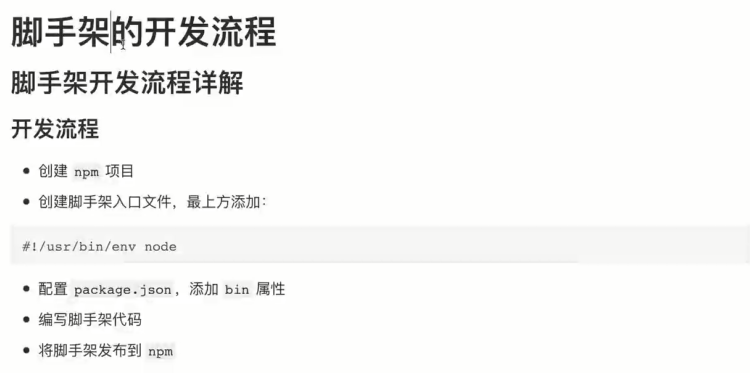 脚手架的开发流程
脚手架开发流程详解
开发流程
创建 npm 项目
创建脚手架入口文件，最上方添加：
#!/usr/bin/env node
配置 package.json，添加 bin 属性
编写脚手架代码
将脚手架发布到 npm